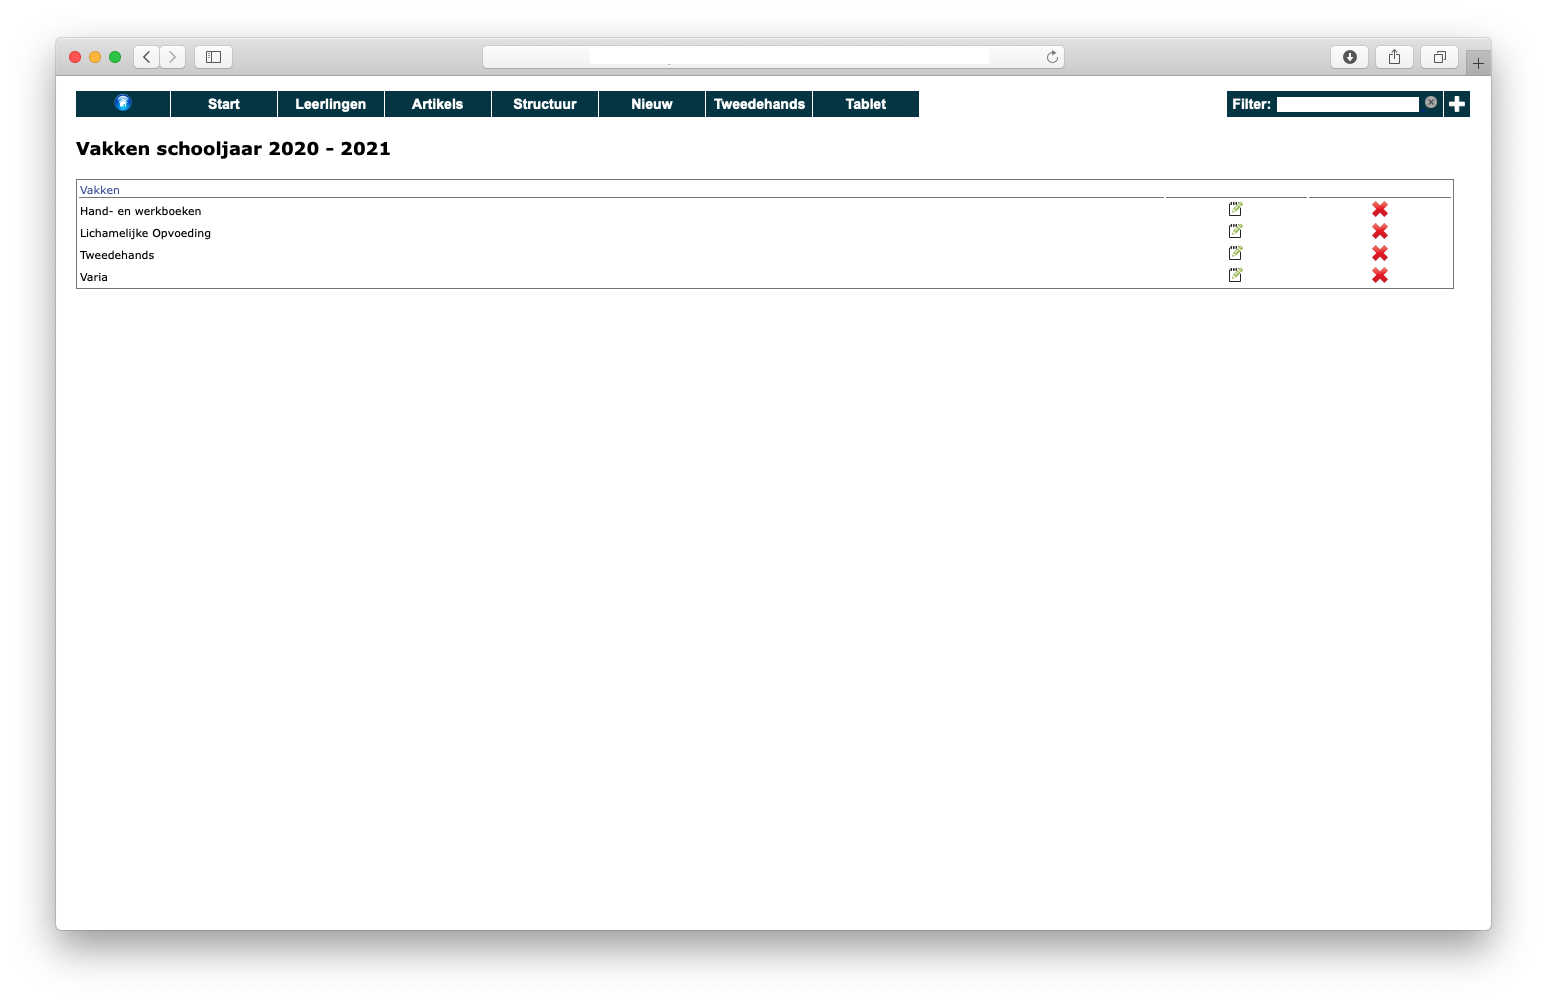 Start Leerlingen Artikels Structuur Nieuw Tweedehands Tablet Filter:
Vakken schooljaar 2020 - 2021
Vakken
Hand- en werkboeken
Lichamelijke Opvoeding
Tweedehands
Varia